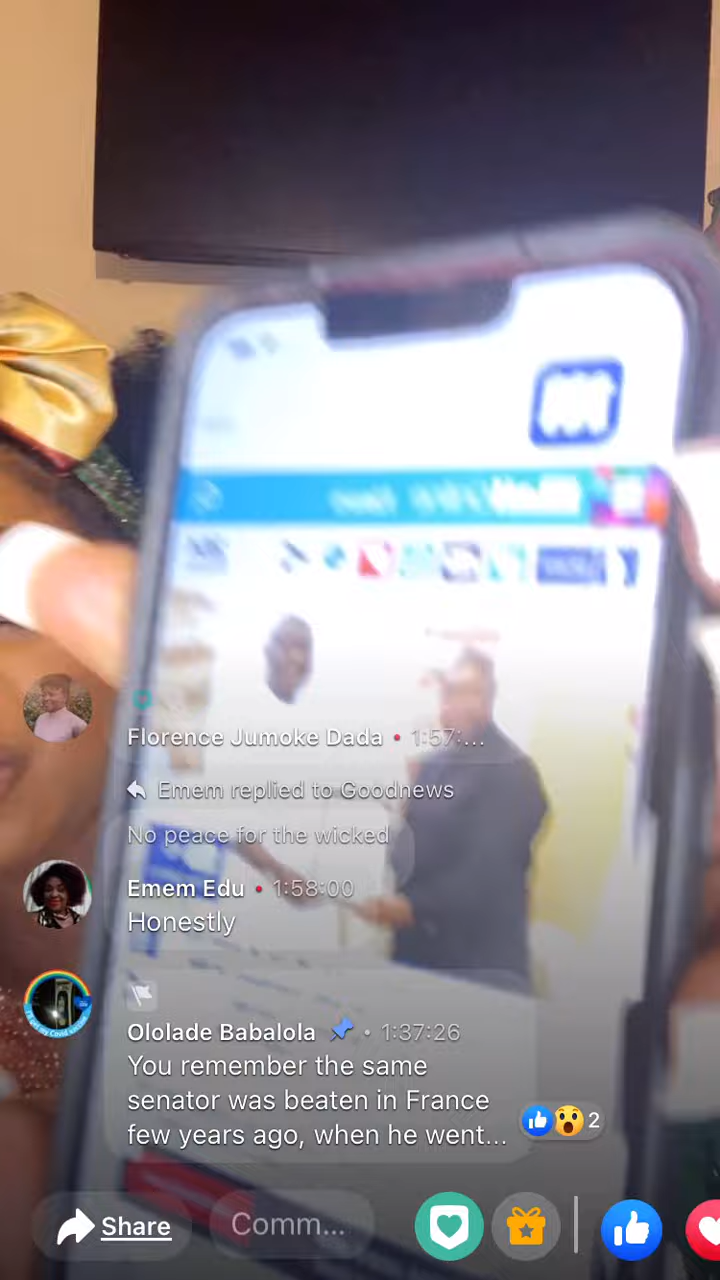 Florence Jumoke Dada • 1:57:...
Emem replied to Goodnews
No peace for the wicked
Emem Edu • 1:58:00
Honestly
Ololade Babalola • 1:37:26
You remember the same
senator was beaten in France
few years ago, when he went...
2
Share
Comm...